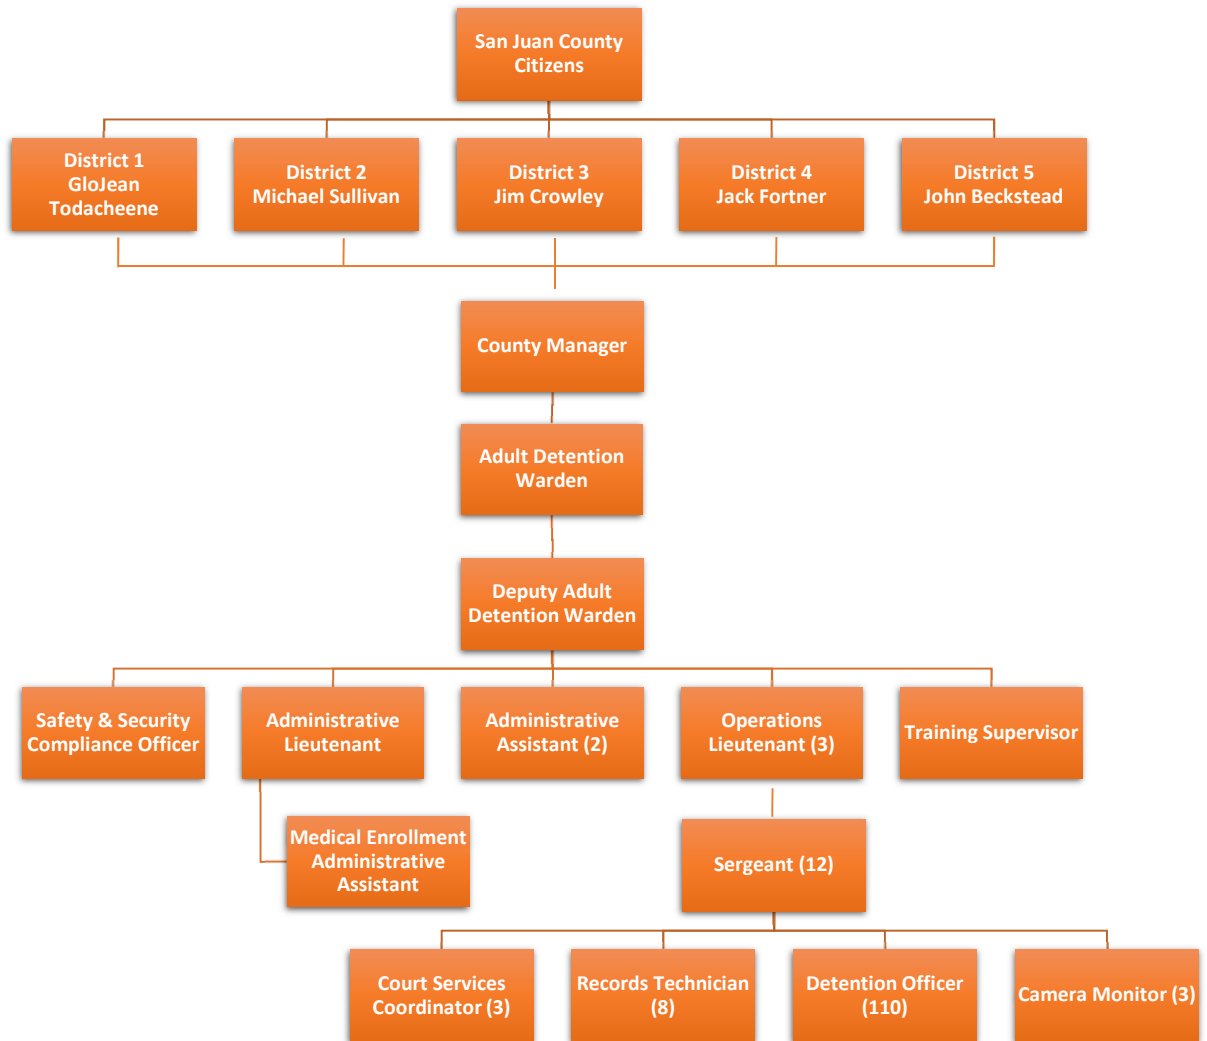 San Juan County
Citizens
District 1
GloJean
Todacheene
District 2
Michael Sullivan
District 3
Jim Crowley
District 4
Jack Fortner
District 5
John Beckstead
County Manager
Adult Detention
Warden
Deputy Adult
Detention Warden
Safety & Security
Compliance Officer
Administrative
Lieutenant
Administrative
Assistant (2)
Operations
Lieutenant (3)
Training Supervisor
Medical Enrollment
Administrative
Assistant
Sergeant (12)
Court Services
Coordinator (3)
Records Technician
(8)
Detention Officer
(110)
Camera Monitor (3)